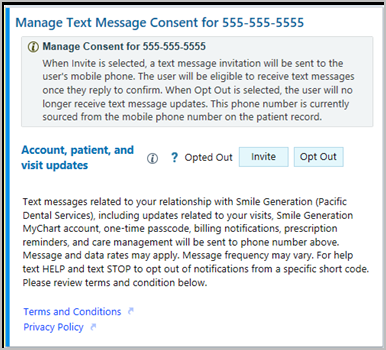 Manage Text Message Consent for 555-555-5555
Manage Consent for 555-555-5555
When Invite is selected, a text message invitation will be sent to the
user's mobile phone. The user will be eligible to receive text messages
once they reply to confirm. When Opt Out is selected, the user will no
longer receive text message updates. This phone number is currently
sourced from the mobile phone number on the patient record.
Account, patient, and
visit updates
? Opted Out Invite Opt Out
Text messages related to your relationship with Smile Generation (Pacific
Dental Services), including updates related to your visits, Smile Generation
MyChart account, one-time passcode, billing notifications, prescription
reminders, and care management will be sent to phone number above.
Message and data rates may apply. Message frequency may vary. For help
text HELP and text STOP to opt out of notifications from a specific short code.
Please review terms and condition below.
Terms and Conditions
Privacy Policy